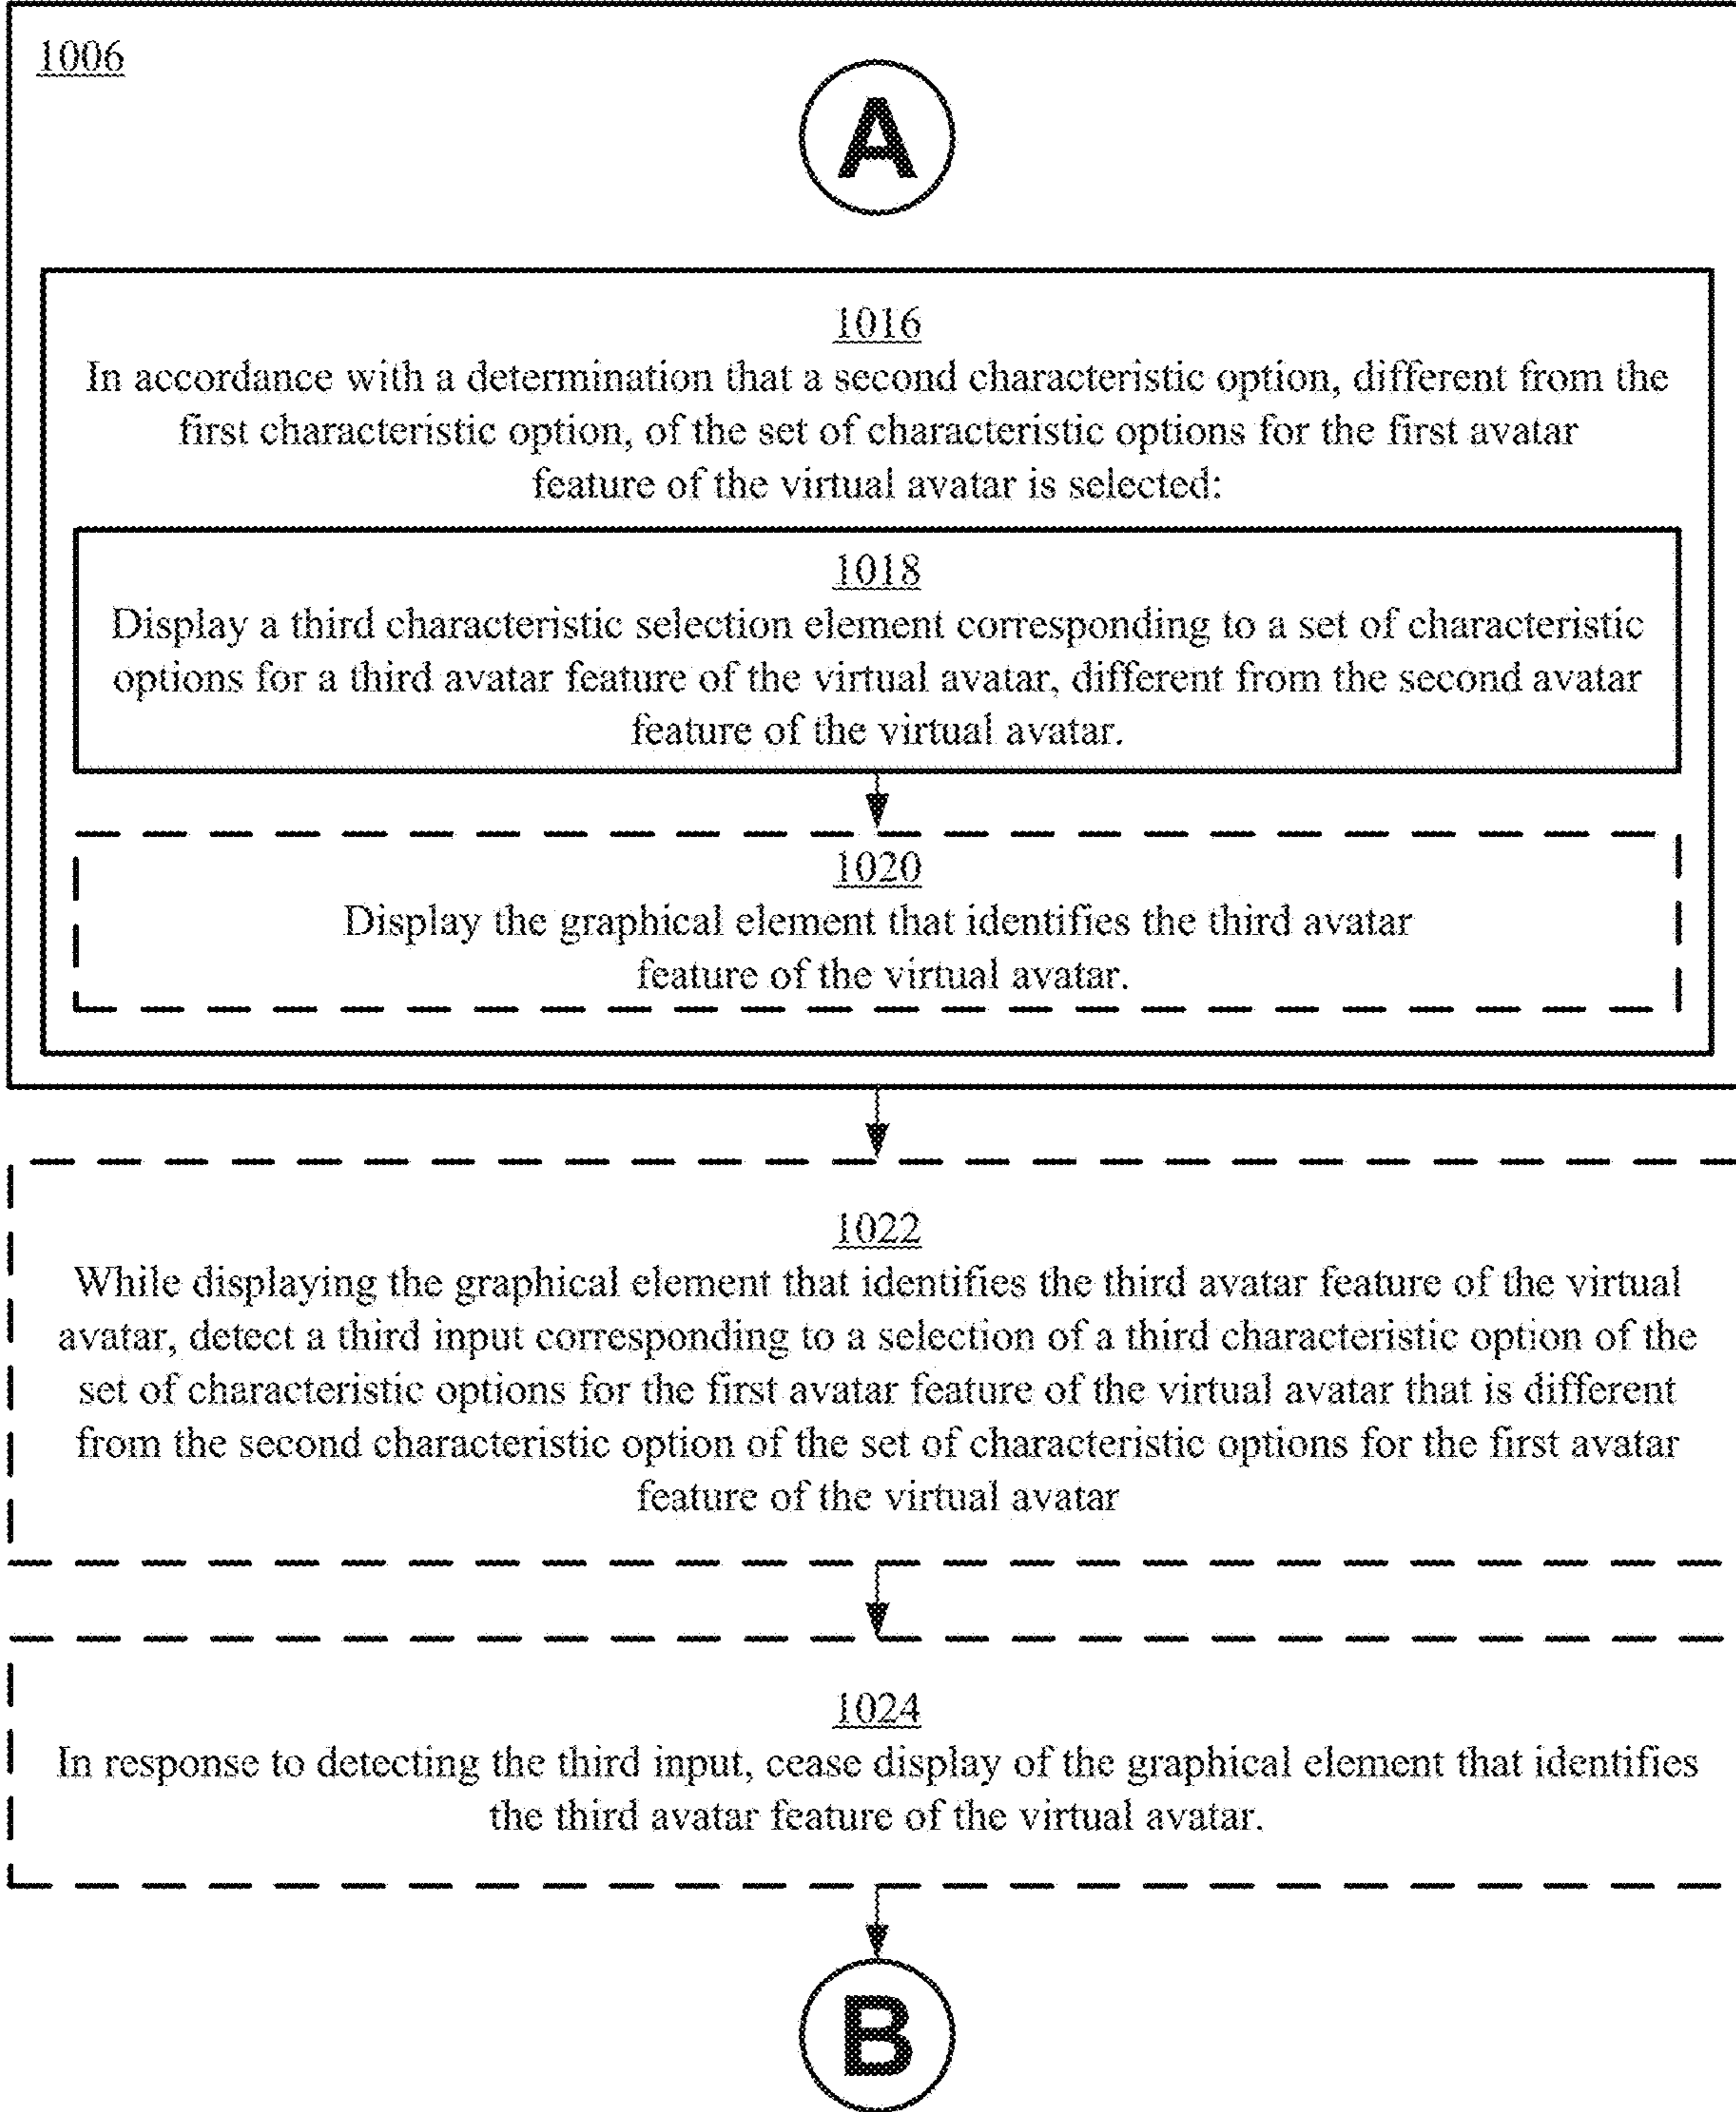 1006
A
1016
In accordance with a determination that a second characteristic option, different from the
first characteristic option, of the set of characteristic options for the first avatar
feature of the virtual avatar is selected:
1018
Display a third characteristic selection element corresponding to a set of characteristic
options for a third avatar feature of the virtual avatar, different from the second avatar
feature of the virtual avatar.
1020
Display the graphical element that identifies the third avatar
feature of the virtual avatar.
1022
While displaying the graphical element that identifies the third avatar feature of the virtual
avatar, detect a third input corresponding to a selection of a third characteristic option of the
set of characteristic options for the first avatar feature of the virtual avatar that is different
from the second characteristic option of the set of characteristic options for the first avatar
feature of the virtual avatar
1024
In response to detecting the third input, cease display of the graphical element that identifies
the third avatar feature of the virtual avatar.
B